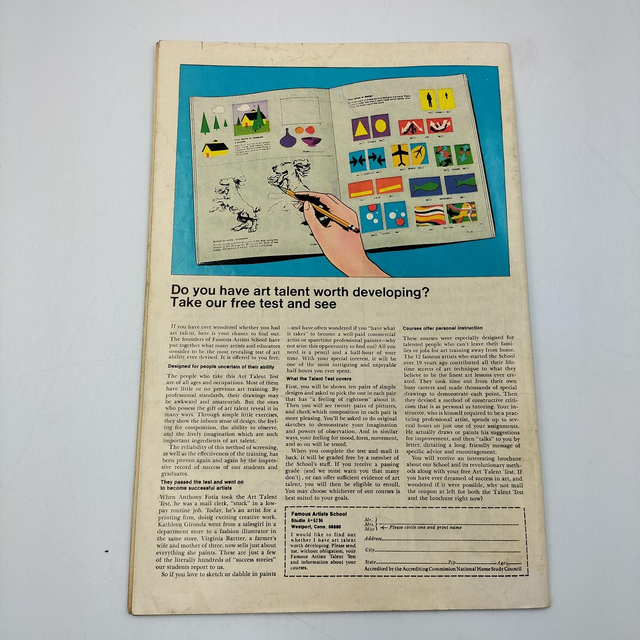 Do you have art talent worth developing?
Take our free test and see
If you have ever wondered whether you had
art talent, here is your chance to find out.
The founders of Famous Artists School have
put together what many artists and educators
consider to be the most revealing test of art
ability ever devised. It is offered to you free.
Designed for people uncertain of their ability
The people who take this Art Talent Test
are of all ages and occupations. Most of them
have little or no previous art training. By
professional standards, their drawings may
be awkward and amateurish. But the ones
who possess the gift of art talent reveal it in
many ways. Through simple little exercises,
they show the inborn sense of design, the feel-
ing for composition, the ability to observe,
and the lively imagination which are such
important ingredients of art talent.
The reliability of this method of screening,
as well as the effectiveness of the training, has
been proven again and again by the impres-
sive record of success of our students and
graduates.
They passed the test and went on
to become successful artists
When Anthony Fotia took the Art Talent
Test, he was a mail clerk, "stuck" in a low-
pay routine job. Today, he's an artist for a
printing firm, doing exciting creative work.
Kathleen Gironda went from a salesgirl in a
department store to a fashion illustrator in
the same store. Virginia Bartter, a farmer's
wife and mother of three, now sells just about
everything she paints. These are just a few
of the literally hundreds of "success stories"
our students report to us.
So if you love to sketch or dabble in paints
—and have often wondered if you "have what
it takes" to become a well-paid commercial
artist or sparetime professional painter—why
not seize this opportunity to find out? All you
need is a pencil and a half-hour of your
time. With your special interest, it will be
one of the most intriguing and enjoyable
half hours you ever spent.
What the Talent Test covers
First, you will be shown ten pairs of simple
designs and asked to pick the one in each pair
that has "a feeling of rightness" about it.
Then you will see twenty pairs of pictures,
and check which composition in each pair is
more pleasing. You'll be asked to do original
sketches to demonstrate your imagination
and powers of observation. And in similar
ways, your feeling for mood, form, movement,
and so on will be tested.
When you complete the test and mail it
back, it will be graded free by a member of
the School's staff. If you receive a passing
grade (and we must warn you that many
don't), or can offer sufficient evidence of art
talent, you will then be eligible to enroll.
You may choose whichever of our courses is
best suited to your goals.
Courses offer personal instruction
These courses were especially designed for
talented people who can't leave their fami-
lies or jobs for art training away from home.
The 12 famous artists who started the School
over 19 years ago contributed all their life-
time secrets of art technique to what they
believe to be the finest art lessons ever cre-
ated. They took time out from their own
busy careers and made thousands of special
drawings to demonstrate each point. Then
they devised a method of constructive criti-
cism that is as personal as tutoring. Your in-
structor, who is himself required to be a prac-
ticing, professional artist, spends up to sev-
eral hours on just one of your assignments.
He actually draws or paints his suggestions
for improvement, and then "talks" to you by
letter, dictating a long, friendly message of
specific advice and encouragement.
You will receive an interesting brochure
about our School and its revolutionary meth-
ods along with your free Art Talent Test. If
you have ever dreamed of success in art, and
wondered if it were possible, why not mail
the coupon at left for both the Talent Test
and the brochure right now?
Famous Artists School
Westport, Conn. 06880
I would like to find out
whether I have art talent
worth developing. Please send
me, without obligation, your
Famous Artists Talent Test
and information about your
courses.
Mr.
Mrs.
Miss
Please circle one and print name
Address
City
State Zip Age
Accredited by the Accrediting Commission National Home Study Council